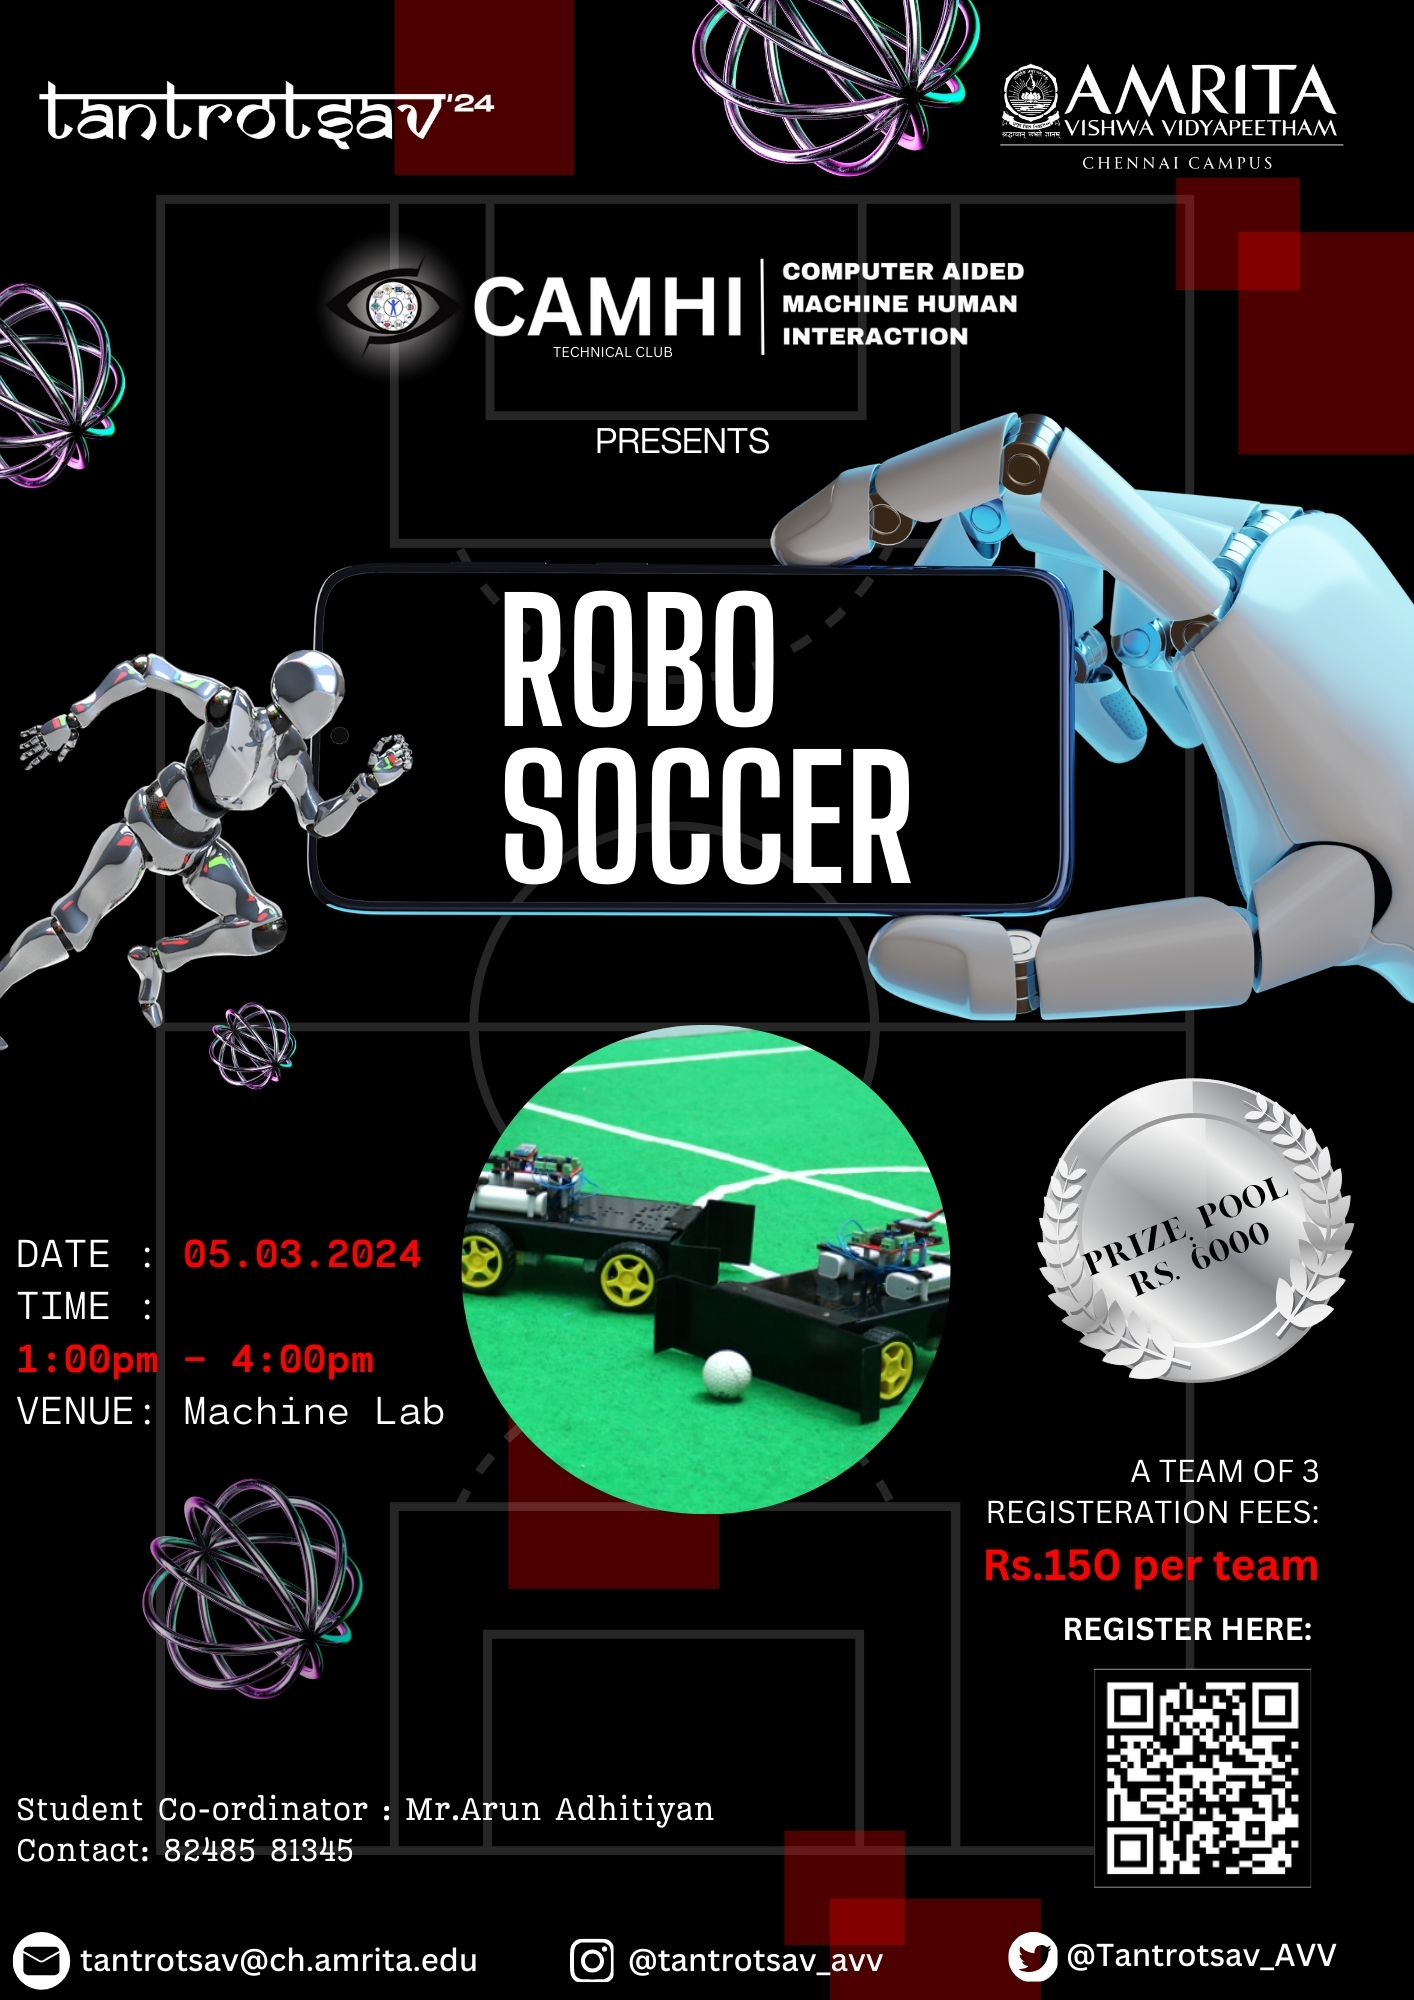 tantrotsav'24
AMRITA
VISHWA VIDYAPEETHAM
CHENNAI CAMPUS
CAMHI
TECHNICAL CLUB
COMPUTER AIDED
MACHINE HUMAN
INTERACTION
PRESENTS
ROBO
SOCCER
DATE : 05.03.2024
TIME :
1:00pm - 4:00pm
VENUE: Machine Lab
PRIZE POOL
RS. 6000
A TEAM OF 3
REGISTERATION FEES:
Rs.150 per team
REGISTER HERE:
Student Co-ordinator : Mr.Arun Adhitiyan
Contact: 82485 81345
tantrotsav@ch.amrita.edu
@tantrotsav_avv
@Tantrotsav_AVV